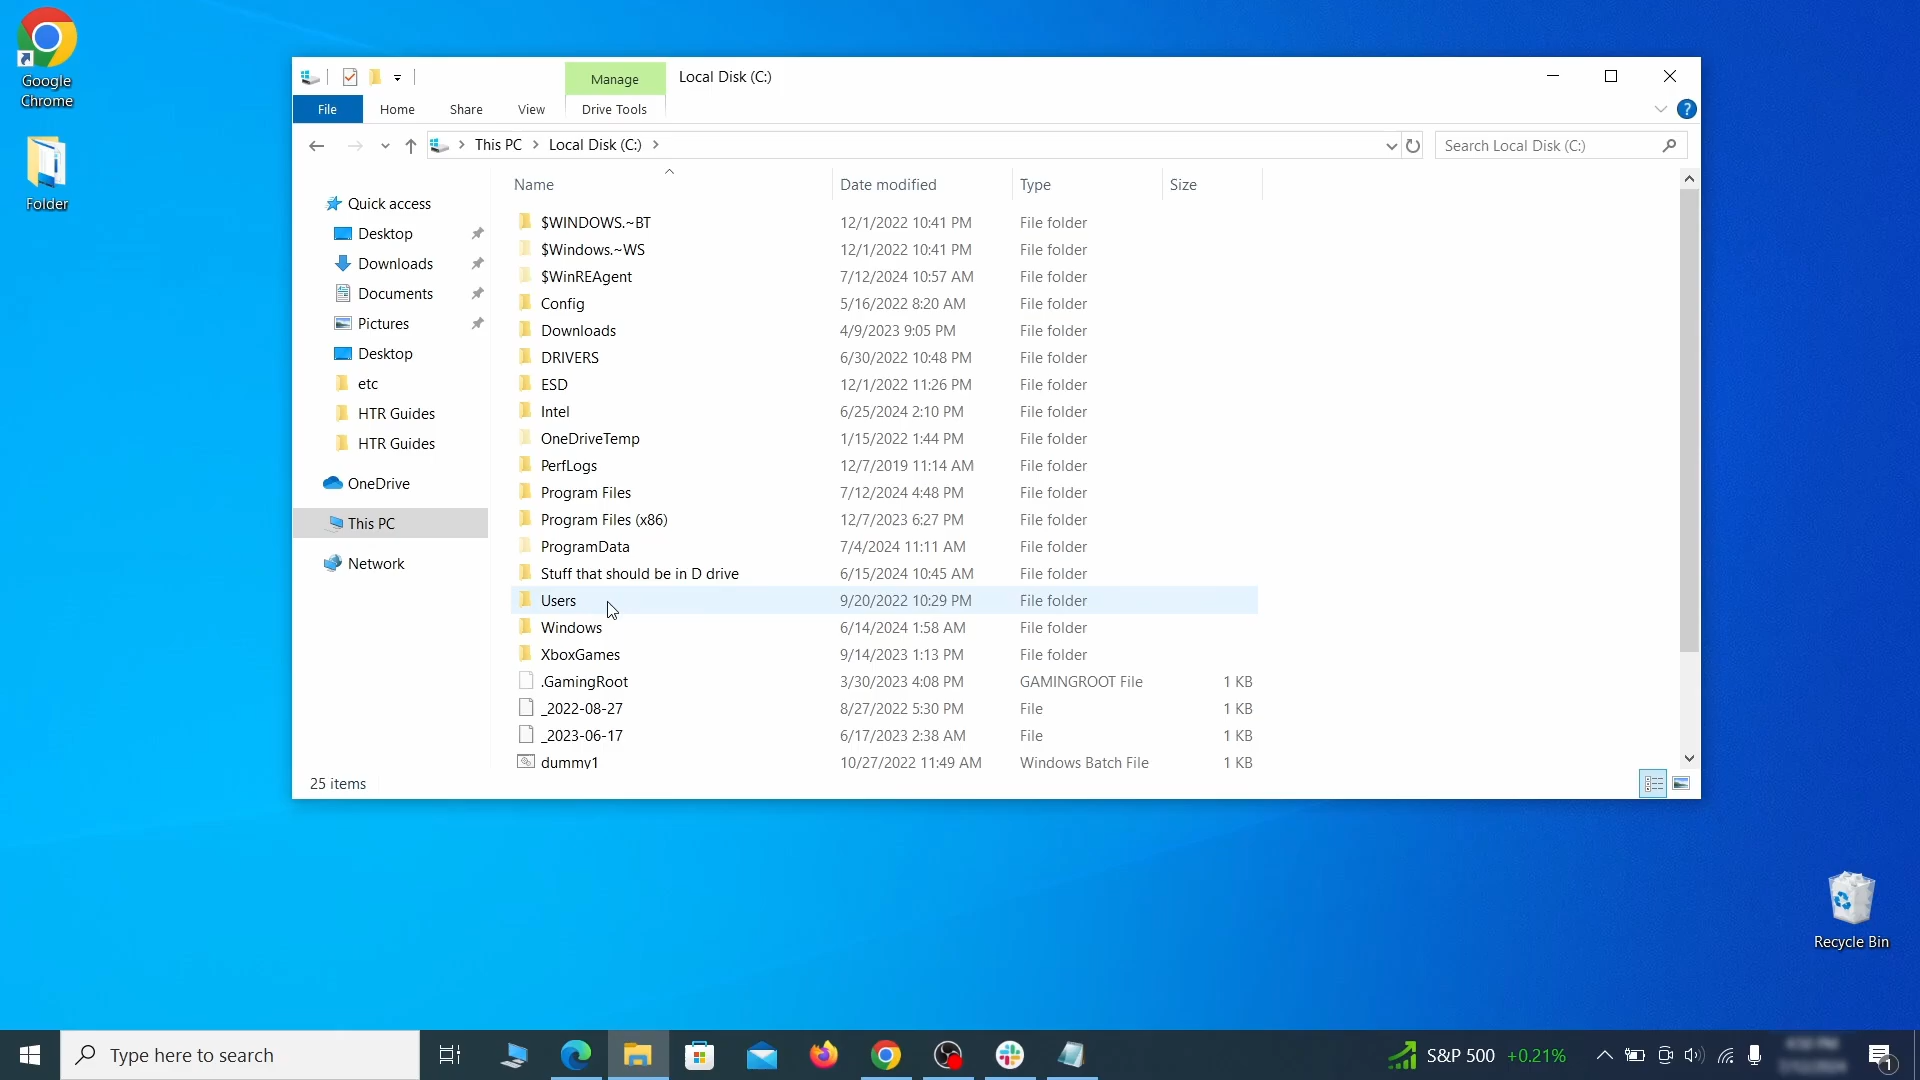 Google
Chrome
Folder
Manage
Local Disk (C:)
File
Home
Share
View
Drive Tools
?
This PC
Local Disk (C:)
Search Local Disk (C:)
Quick access
Desktop
Downloads
Documents
Pictures
Desktop
etc
HTR Guides
HTR Guides
OneDrive
This PC
Network
Name Date modified Type Size
$WINDOWS.~BT 12/1/2022 10:41 PM File folder
$Windows.~WS 12/1/2022 10:41 PM File folder
$WinREAgent 7/12/2024 10:57 AM File folder
Config 5/16/2022 8:20 AM File folder
Downloads 4/9/2023 9:05 PM File folder
DRIVERS 6/30/2022 10:48 PM File folder
ESD 12/1/2022 11:26 PM File folder
Intel 6/25/2024 2:10 PM File folder
OneDriveTemp 1/15/2022 1:44 PM File folder
PerfLogs 12/7/2019 11:14 AM File folder
Program Files 7/12/2024 4:48 PM File folder
Program Files (x86) 12/7/2023 6:27 PM File folder
ProgramData 7/4/2024 11:11 AM File folder
Stuff that should be in D drive 6/15/2024 10:45 AM File folder
Users 9/20/2022 10:29 PM File folder
Windows 6/14/2024 1:58 AM File folder
XboxGames 9/14/2023 1:13 PM File folder
.GamingRoot 3/30/2023 4:08 PM GAMINGROOT File 1 KB
_2022-08-27 8/27/2022 5:30 PM File 1 KB
_2023-06-17 6/17/2023 2:38 AM File 1 KB
dummy1 10/27/2022 11:49 AM Windows Batch File 1 KB
25 items
Recycle Bin
Type here to search
S&P 500 +0.21%
1